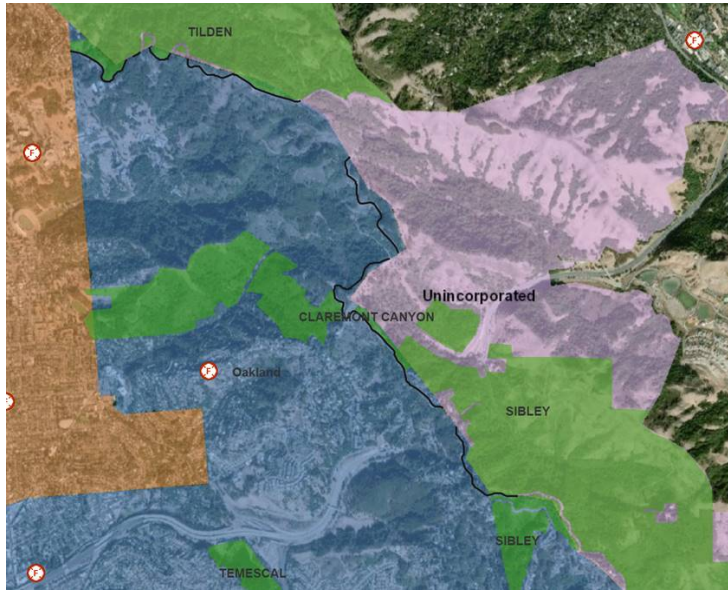 TILDEN
F
F
Unincorporated
CLAREMONT CANYON
F
Oakland
F
SIBLEY
SIBLEY
F
TEMESCAL